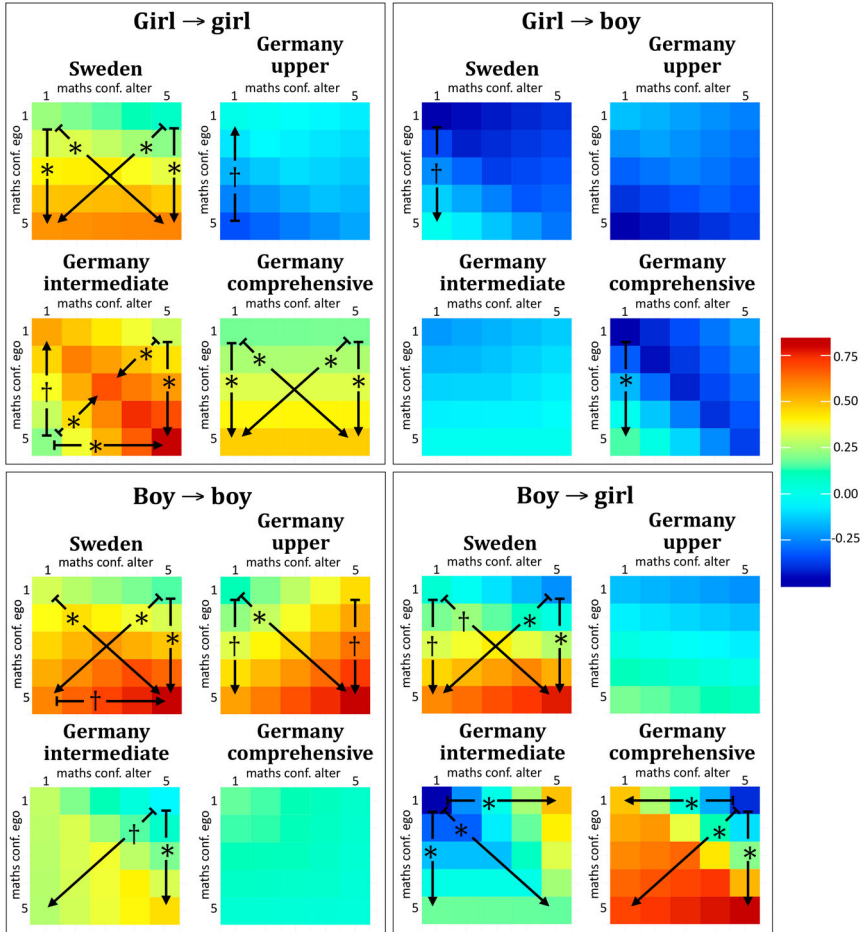 Girl → girl
Sweden
maths conf. alter
1 5
maths conf. ego
1
5
*
*
*
*
Germany
upper
maths conf. alter
1 5
†
Germany
intermediate
maths conf. alter
1 5
maths conf. ego
1
5
†
*
*
*
*
Germany
comprehensive
maths conf. alter
1 5
*
*
*
*
Girl → boy
Sweden
maths conf. alter
1 5
maths conf. ego
1
5
†
Germany
upper
maths conf. alter
1 5
Germany
intermediate
maths conf. alter
1 5
maths conf. ego
1
5
Germany
comprehensive
maths conf. alter
1 5
*
Boy → boy
Sweden
maths conf. alter
1 5
maths conf. ego
1
5
*
*
*
†
Germany
upper
maths conf. alter
1 5
†
*
†
Germany
intermediate
maths conf. alter
1 5
maths conf. ego
1
5
†
*
Germany
comprehensive
maths conf. alter
1 5
Boy → girl
Sweden
maths conf. alter
1 5
maths conf. ego
1
5
†
†
*
*
Germany
upper
maths conf. alter
1 5
Germany
intermediate
maths conf. alter
1 5
maths conf. ego
1
5
*
*
*
Germany
comprehensive
maths conf. alter
1 5
*
*
*
0.75
0.50
0.25
0.00
-0.25